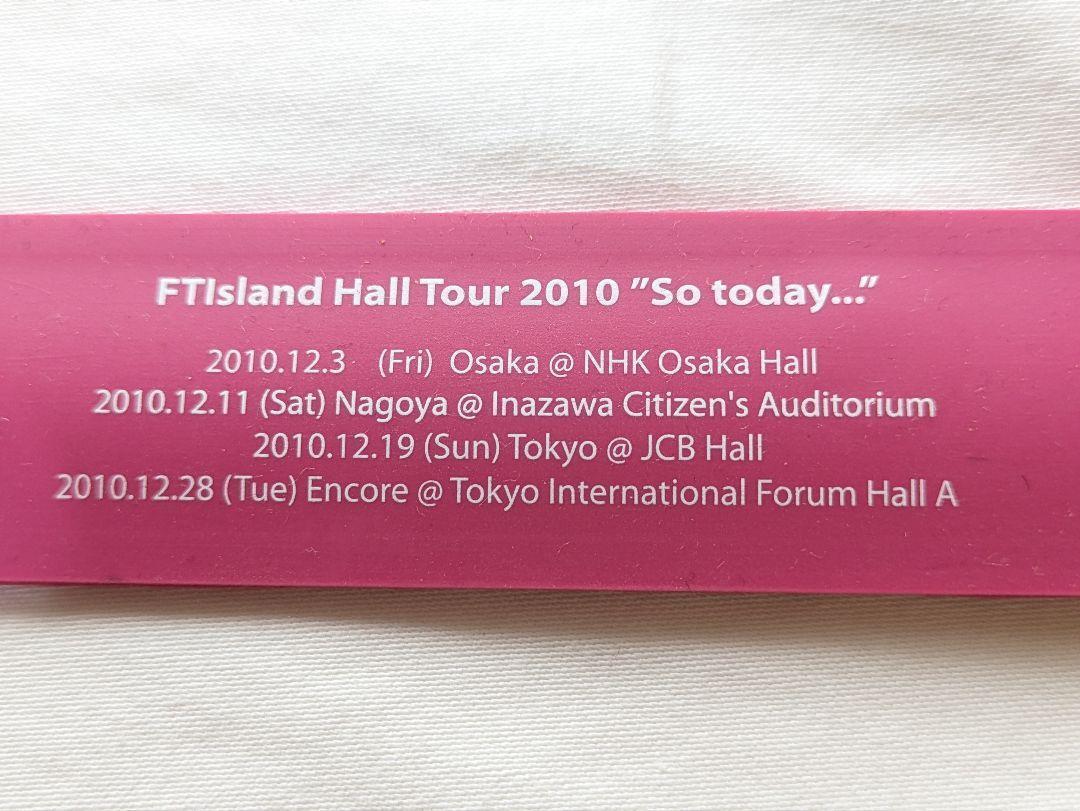 FTIsland Hall Tour 2010 "So today..."
2010.12.3 (Fri) Osaka @ NHK Osaka Hall
2010.12.11 (Sat) Nagoya @ Inazawa Citizen's Auditorium
2010.12.19 (Sun) Tokyo @ JCB Hall
2010.12.28 (Tue) Encore @ Tokyo International Forum Hall A